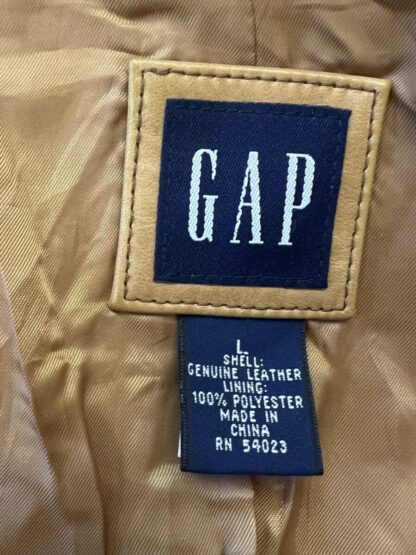 GAP
L.
SHELL:
GENUINE LEATHER
LINING:
100% POLYESTER
MADE IN
CHINA
RN 54023